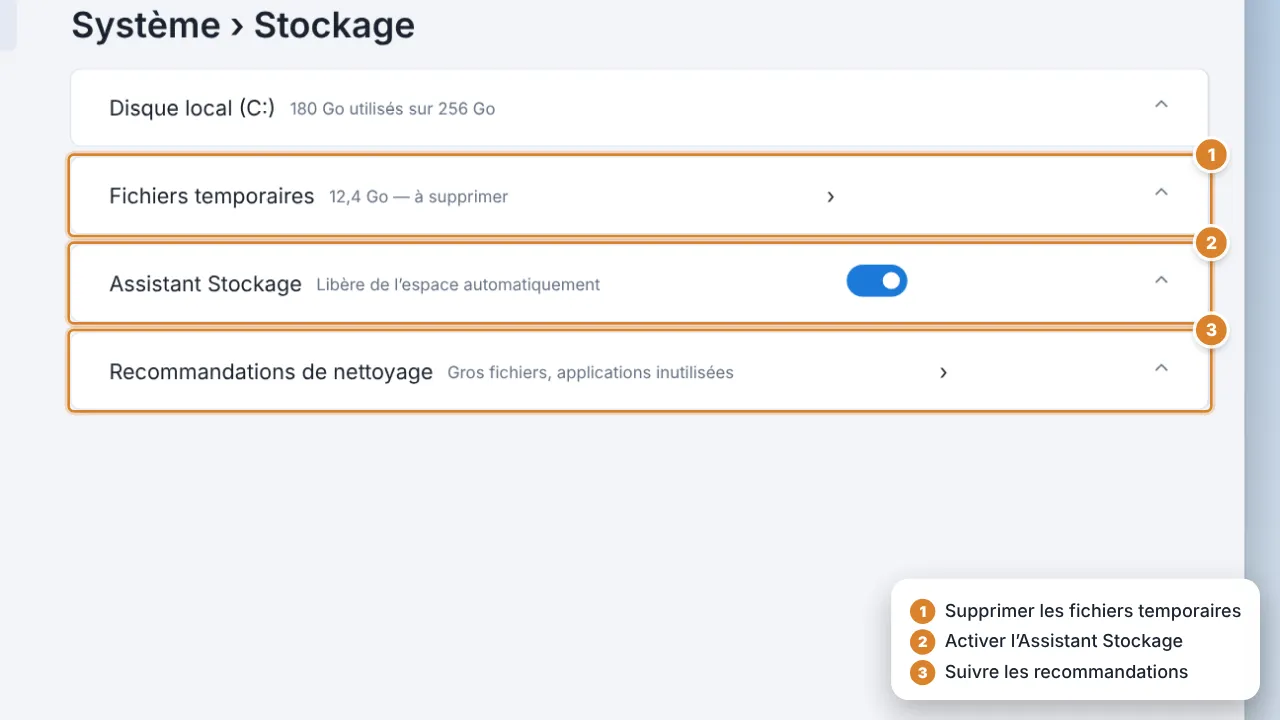 Système › Stockage
Disque local (C:) 180 Go utilisés sur 256 Go
1
Fichiers temporaires 12,4 Go — à supprimer ›
2
Assistant Stockage Libère de l’espace automatiquement
3
Recommandations de nettoyage Gros fichiers, applications inutilisées ›
1 Supprimer les fichiers temporaires
2 Activer l’Assistant Stockage
3 Suivre les recommandations